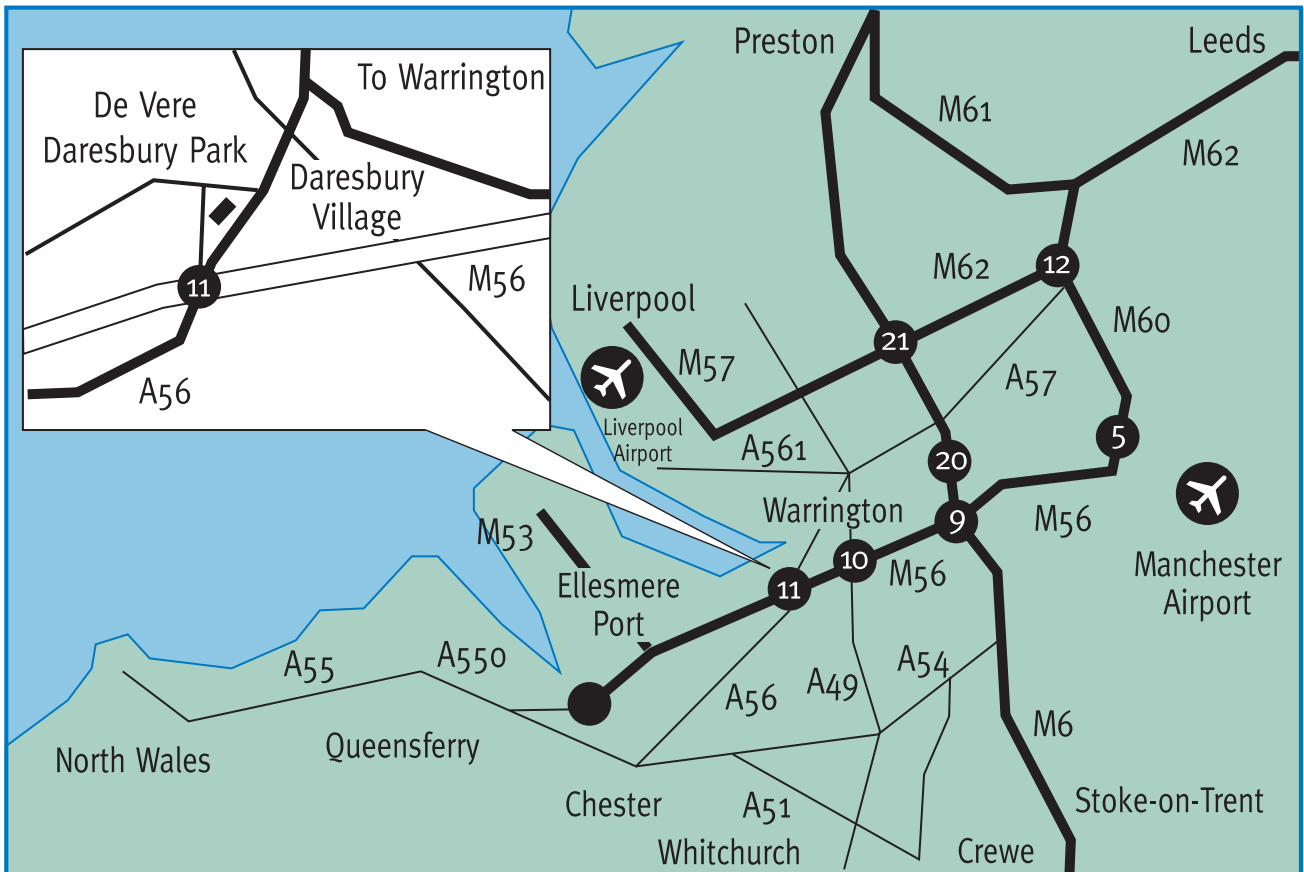 To Warrington
De Vere
Daresbury Park
Daresbury
Village
11
M56
A56
Preston
Leeds
M61
M62
M62
12
M60
Liverpool
21
M57
A57
Liverpool
Airport
A561
5
20
Warrington
9
M56
M53
10
M56
Manchester
Airport
Ellesmere
Port
11
A55
A550
A54
A56
A49
M6
North Wales
Queensferry
Chester
A51
Stoke-on-Trent
Whitchurch
Crewe